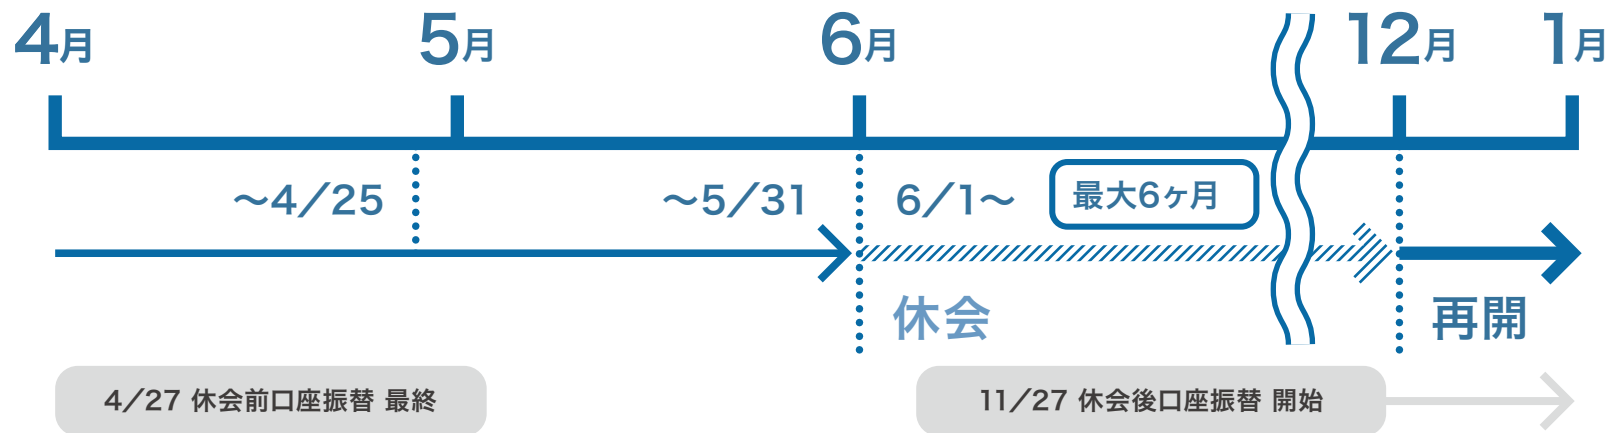 4月 5月 6月 12月 1月
～4／25 ～5／31 6／1～ 最大6ヶ月
休会 再開
4／27 休会前口座振替 最終 11／27 休会後口座振替 開始